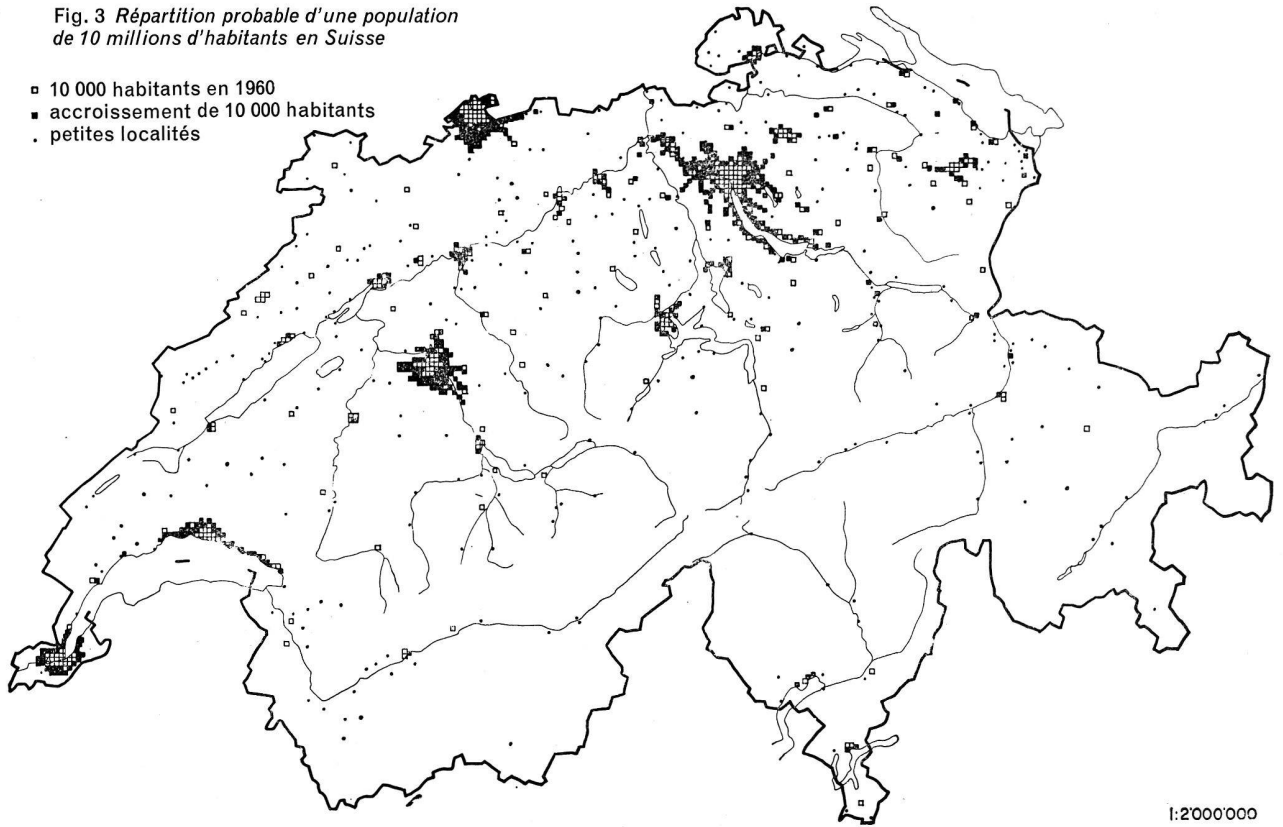 Fig. 3 Répartition probable d'une population
de 10 millions d'habitants en Suisse
10 000 habitants en 1960
accroissement de 10 000 habitants
petites localités
1:2'000'000